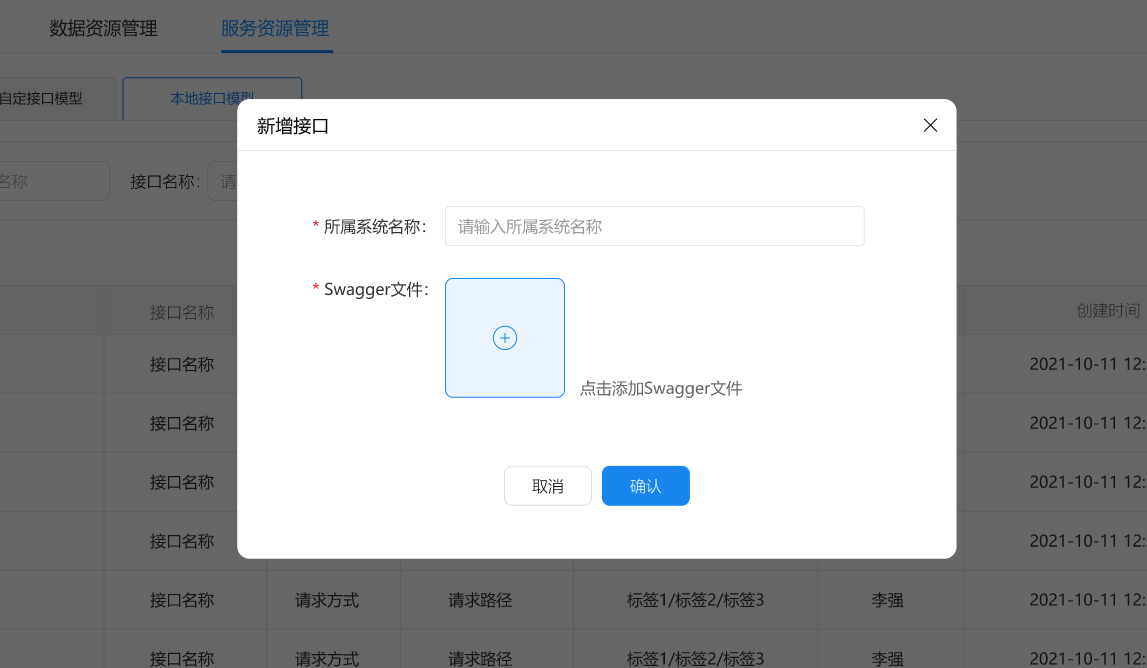 数据资源管理 服务资源管理
自定接口模型 本地接口模型
新增接口
名称 接口名称: 请
* 所属系统名称: 请输入所属系统名称
* Swagger文件:
点击添加Swagger文件
取消 确认
接口名称 创建时间
接口名称 2021-10-11 12:
接口名称 2021-10-11 12:
接口名称 2021-10-11 12:
接口名称 2021-10-11 12:
接口名称 请求方式 请求路径 标签1/标签2/标签3 李强 2021-10-11 12:
接口名称 请求方式 请求路径 标签1/标签2/标签3 李强 2021-10-11 12: